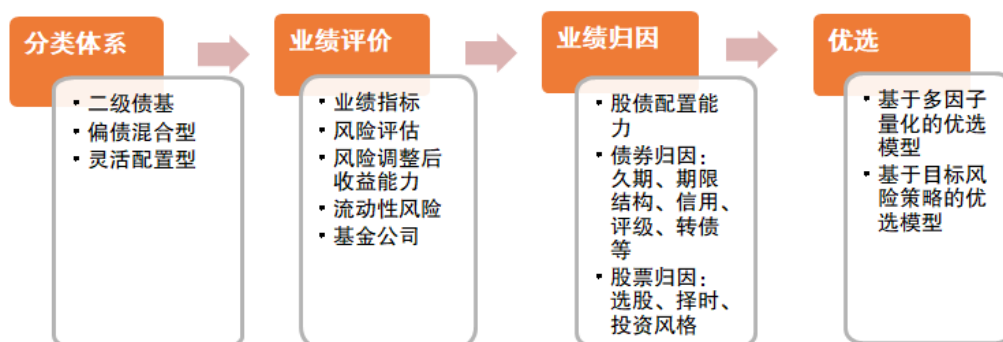 分类体系
▪ 二级债基
▪ 偏债混合型
▪ 灵活配置型
业绩评价
▪ 业绩指标
▪ 风险评估
▪ 风险调整后
收益能力
▪ 流动性风险
▪ 基金公司
业绩归因
▪ 股债配置能
力
▪ 债券归因：
久期、期限
结构、信用、
评级、转债
等
▪ 股票归因：
选股、择时、
投资风格
优选
▪ 基于多因子
量化的优选
模型
▪ 基于目标风
险策略的优
选模型